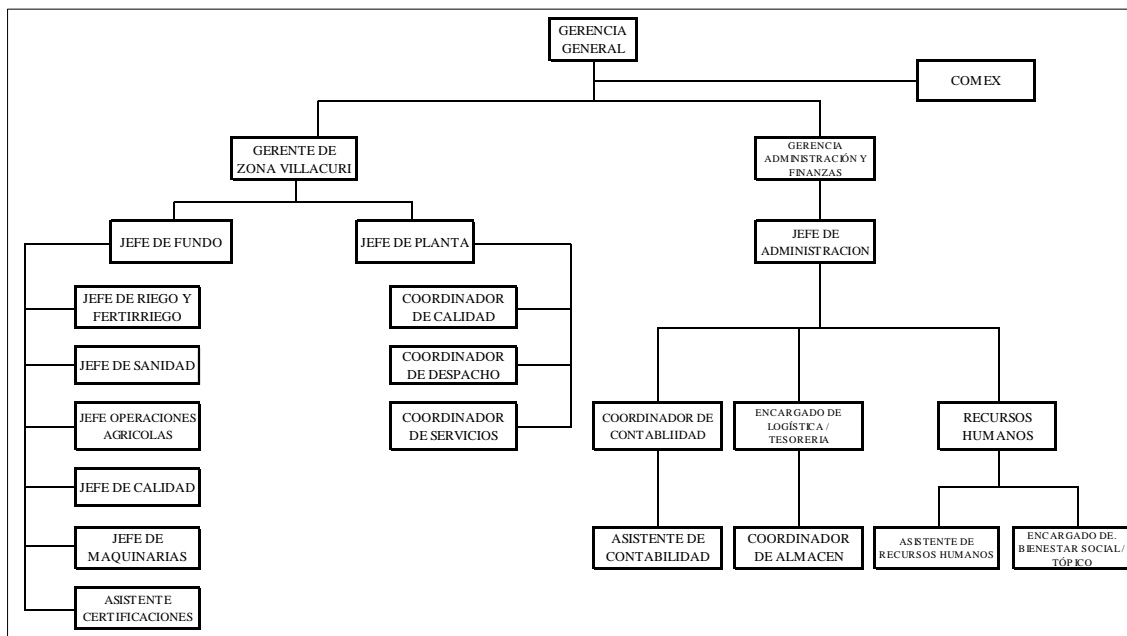 GERENCIA
GENERAL
COMEX
GERENTE DE
ZONA VILLACURI
GERENCIA
ADMINISTRACIÓN Y
FINANZAS
JEFE DE FUNDO
JEFE DE PLANTA
JEFE DE
ADMINISTRACION
JEFE DE RIEGO Y
FERTIRRIEGO
JEFE DE SANIDAD
JEFE OPERACIONES
AGRICOLAS
JEFE DE CALIDAD
JEFE DE
MAQUINARIAS
ASISTENTE
CERTIFICACIONES
COORDINADOR
DE CALIDAD
COORDINADOR
DE DESPACHO
COORDINADOR
DE SERVICIOS
COORDINADOR DE
CONTABLIIDAD
ENCARGADO DE
LOGÍSTICA /
TESORERIA
RECURSOS
HUMANOS
ASISTENTE DE
CONTABILIDAD
COORDINADOR
DE ALMACEN
ASISTENTE DE
RECURSOS HUMANOS
ENCARGADO DE.
BIENESTAR SOCIAL /
TÓPICO